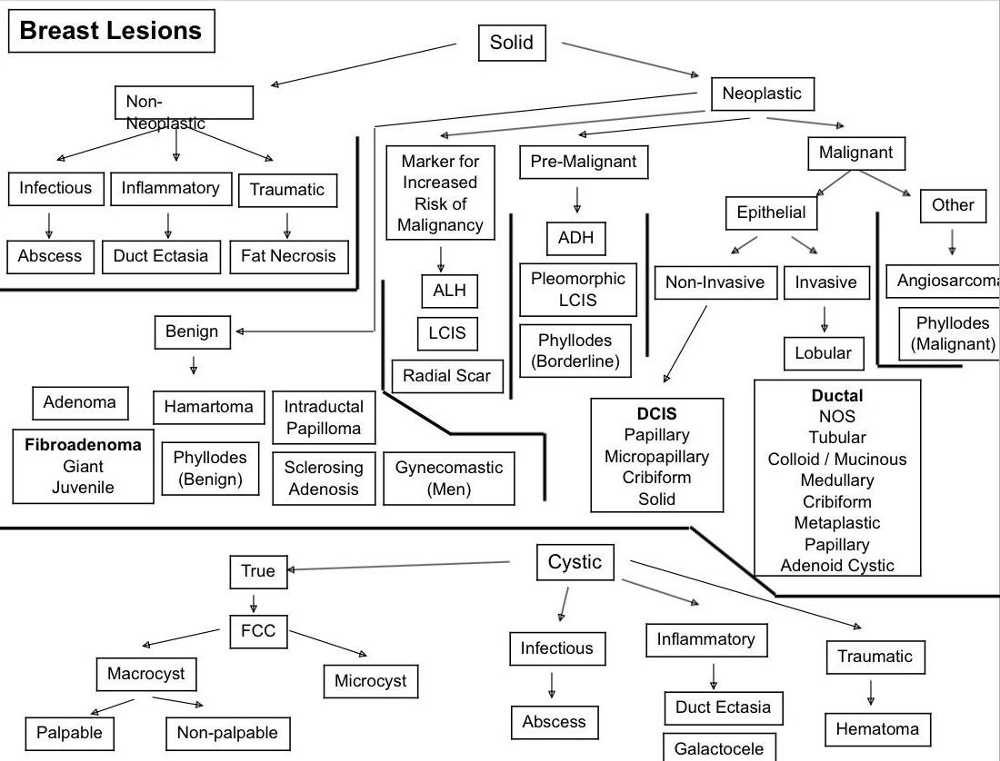 Breast Lesions
Solid
Non-
Neoplastic
Neoplastic
Infectious
Inflammatory
Traumatic
Abscess
Duct Ectasia
Fat Necrosis
Marker for
Increased
Risk of
Malignancy
ALH
LCIS
Radial Scar
Pre-Malignant
ADH
Pleomorphic
LCIS
Phyllodes
(Borderline)
Malignant
Epithelial
Other
Non-Invasive
Invasive
Angiosarcoma
Phyllodes
(Malignant)
Lobular
DCIS
Papillary
Micropapillary
Cribiform
Solid
Ductal
NOS
Tubular
Colloid / Mucinous
Medullary
Cribiform
Metaplastic
Papillary
Adenoid Cystic
Benign
Adenoma
Hamartoma
Intraductal
Papilloma
Fibroadenoma
Giant
Juvenile
Phyllodes
(Benign)
Sclerosing
Adenosis
Gynecomastic
(Men)
Cystic
True
FCC
Macrocyst
Microcyst
Palpable
Non-palpable
Infectious
Abscess
Inflammatory
Duct Ectasia
Galactocele
Traumatic
Hematoma